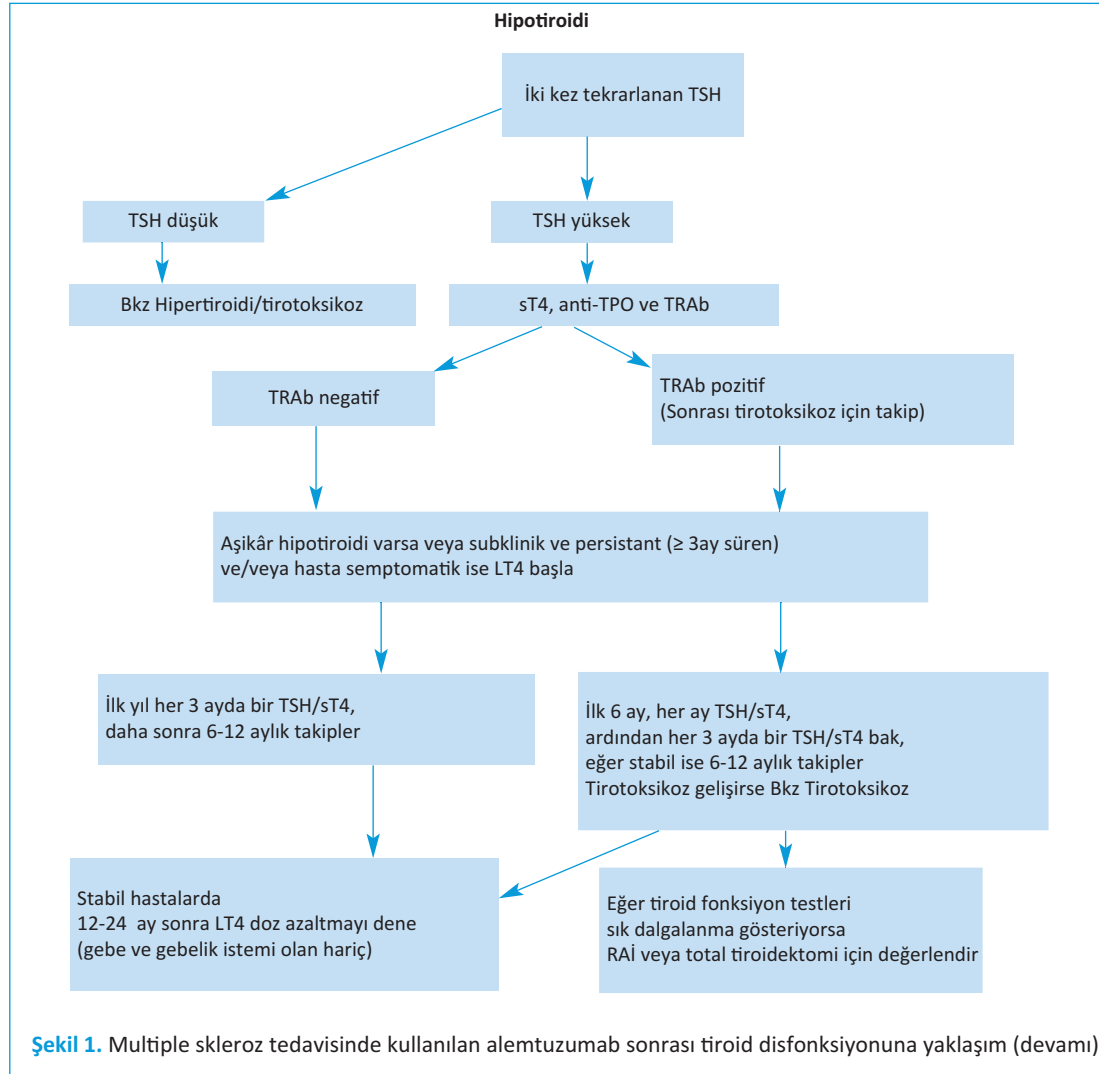 Hipotiroidi
İki kez tekrarlanan TSH
TSH düşük
TSH yüksek
Bkz Hipertiroidi/tirotoksikoz
sT4, anti-TPO ve TRAb
TRAb negatif
TRAb pozitif
(Sonrası tirotoksikoz için takip)
Aşikâr hipotiroidi varsa veya subklinik ve persistant (≥ 3ay süren)
ve/veya hasta semptomatik ise LT4 başla
İlk yıl her 3 ayda bir TSH/sT4,
daha sonra 6-12 aylık takipler
İlk 6 ay, her ay TSH/sT4,
ardından her 3 ayda bir TSH/sT4 bak,
eğer stabil ise 6-12 aylık takipler
Tirotoksikoz gelişirse Bkz Tirotoksikoz
Stabil hastalarda
12-24 ay sonra LT4 doz azaltmayı dene
(gebe ve gebelik istemi olan hariç)
Eğer tiroid fonksiyon testleri
sık dalgalanma gösteriyorsa
RAİ veya total tiroidektomi için değerlendir
Şekil 1. Multiple skleroz tedavisinde kullanılan alemtuzumab sonrası tiroid disfonksiyonuna yaklaşım (devamı)